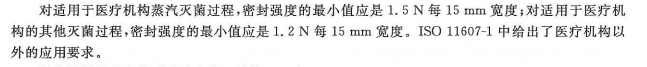 对适用于医疗机构蒸汽灭菌过程,密封强度的最小值应是 1.5 N 每 15 mm 宽度;对适用于医疗机
构的其他灭菌过程,密封强度的最小值应是 1.2 N 每 15 mm 宽度。ISO 11607-1 中给出了医疗机构以
外的应用要求。